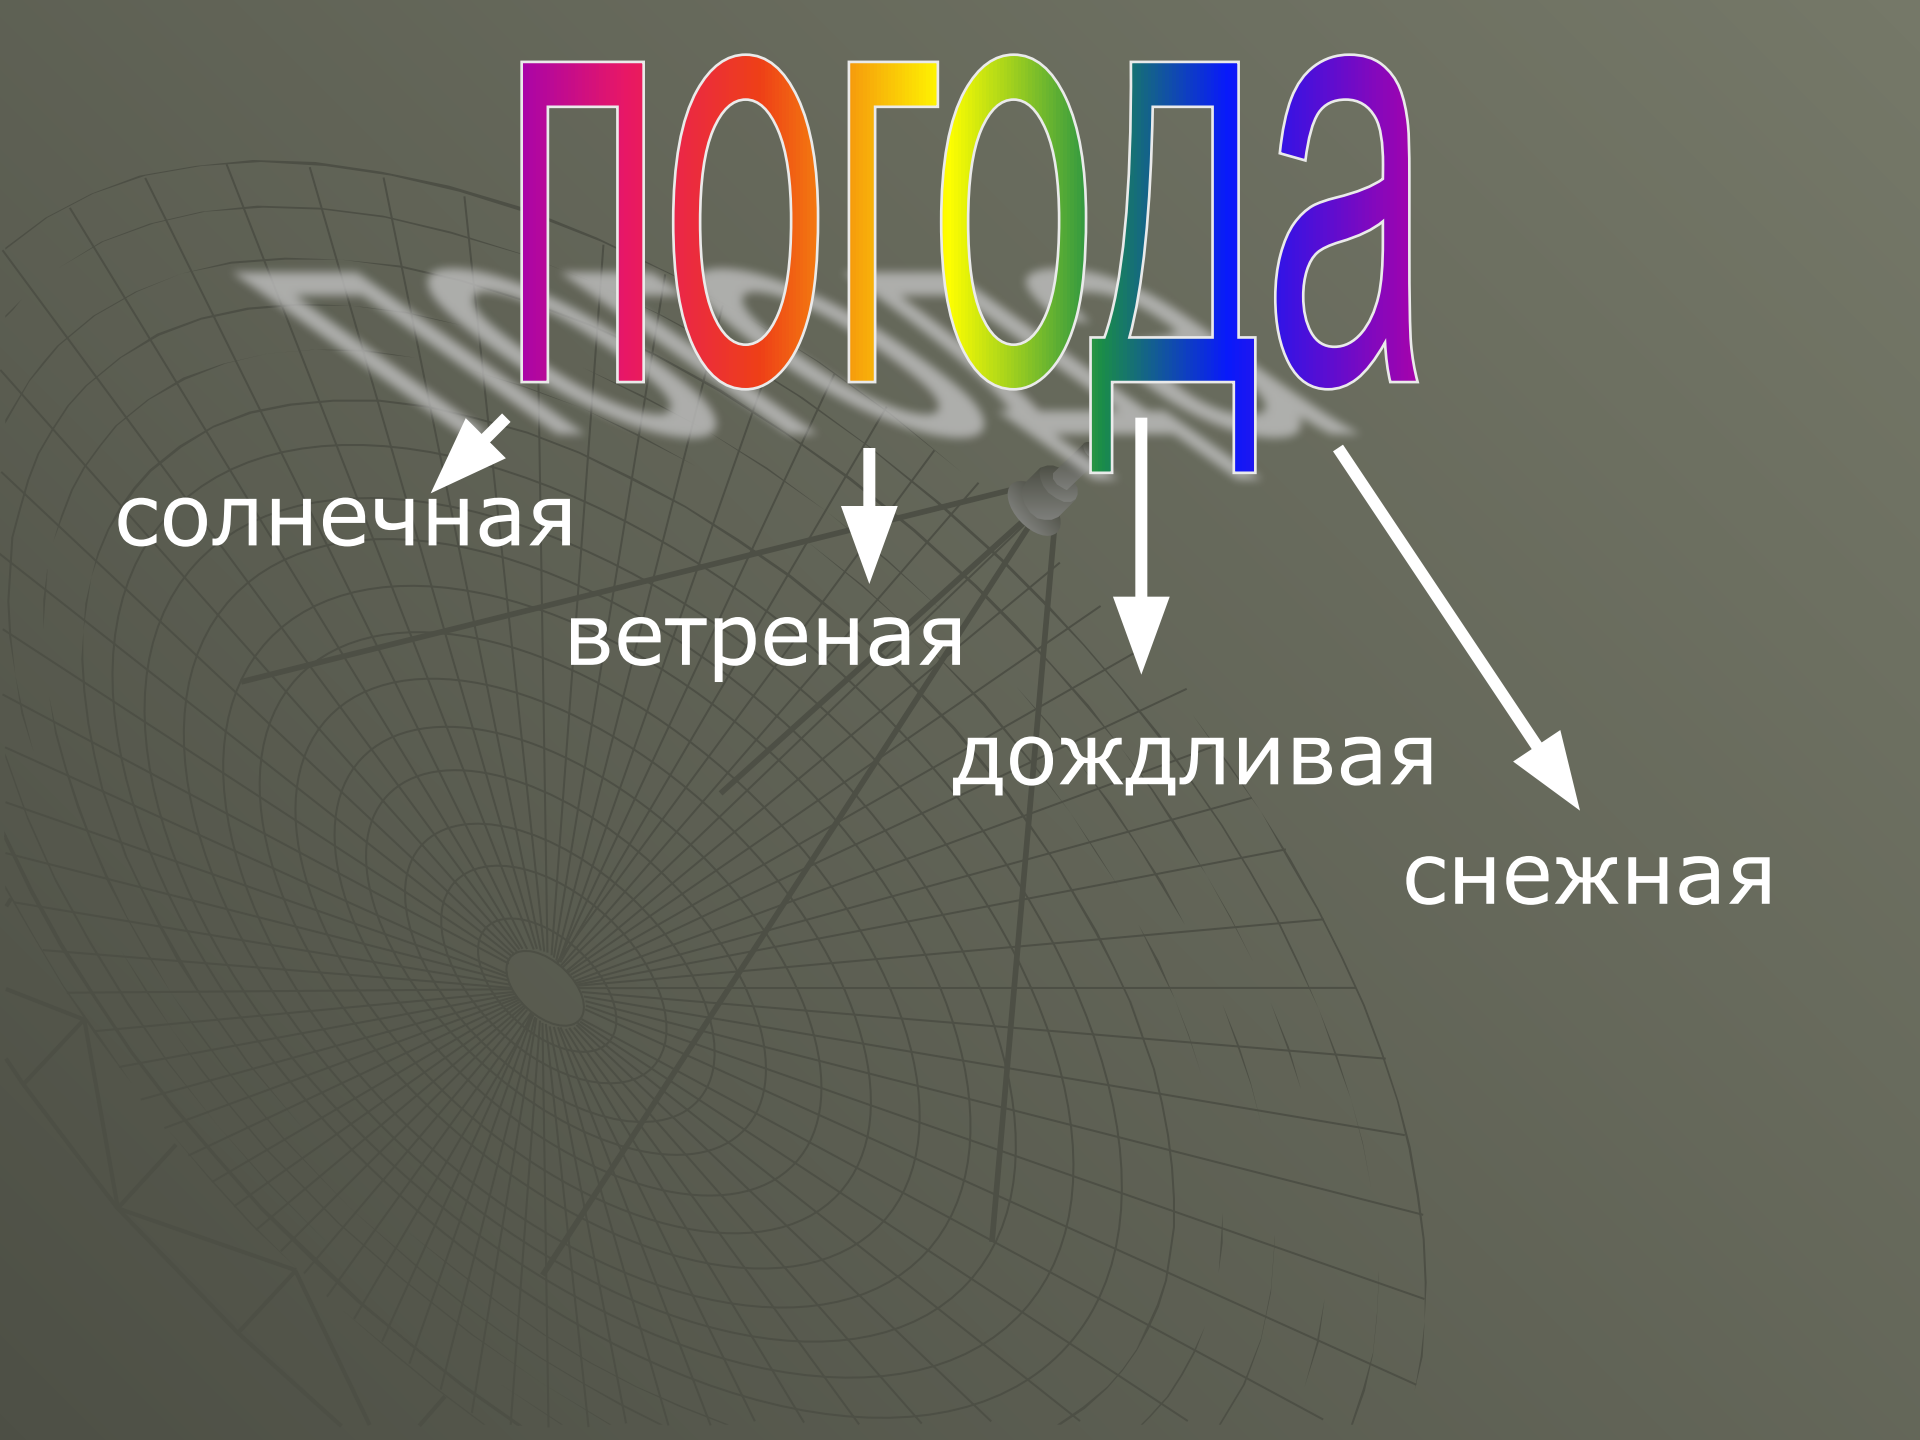 погода
солнечная
ветреная
дождливая
снежная